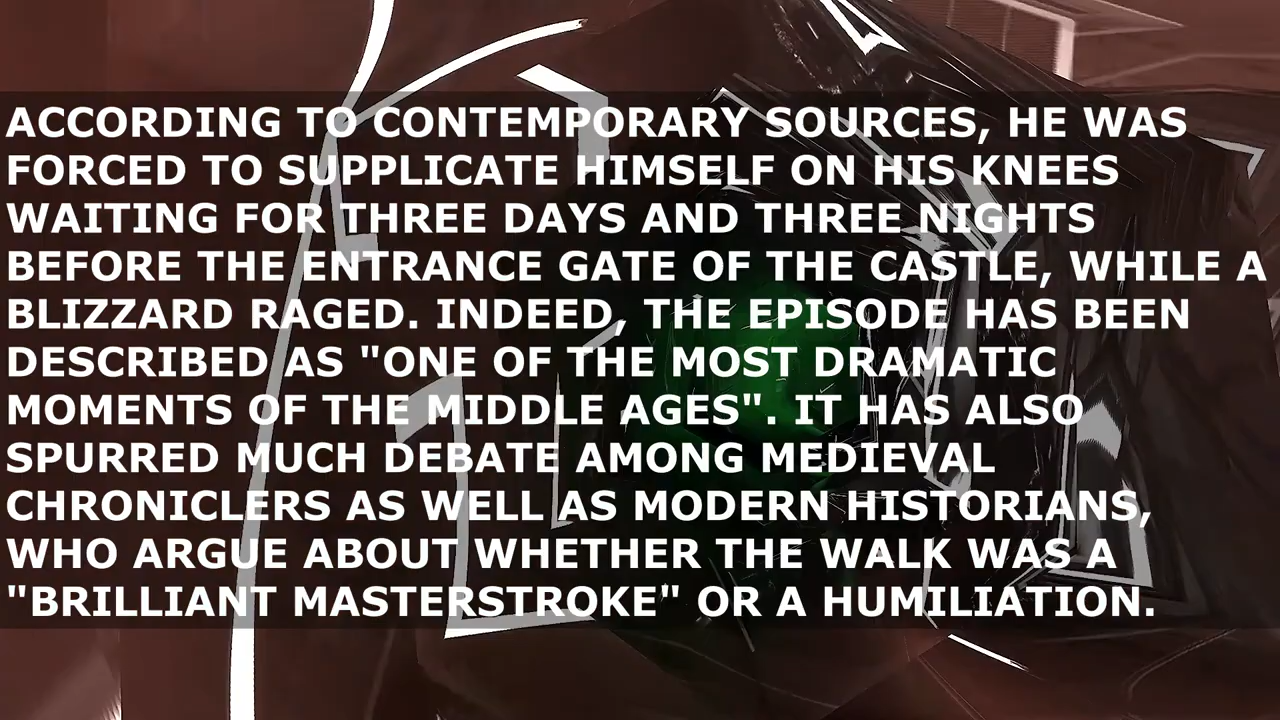 ACCORDING TO CONTEMPORARY SOURCES, HE WAS
FORCED TO SUPPLICATE HIMSELF ON HIS KNEES
WAITING FOR THREE DAYS AND THREE NIGHTS
BEFORE THE ENTRANCE GATE OF THE CASTLE, WHILE A
BLIZZARD RAGED. INDEED, THE EPISODE HAS BEEN
DESCRIBED AS "ONE OF THE MOST DRAMATIC
MOMENTS OF THE MIDDLE AGES". IT HAS ALSO
SPURRED MUCH DEBATE AMONG MEDIEVAL
CHRONICLERS AS WELL AS MODERN HISTORIANS,
WHO ARGUE ABOUT WHETHER THE WALK WAS A
"BRILLIANT MASTERSTROKE" OR A HUMILIATION.